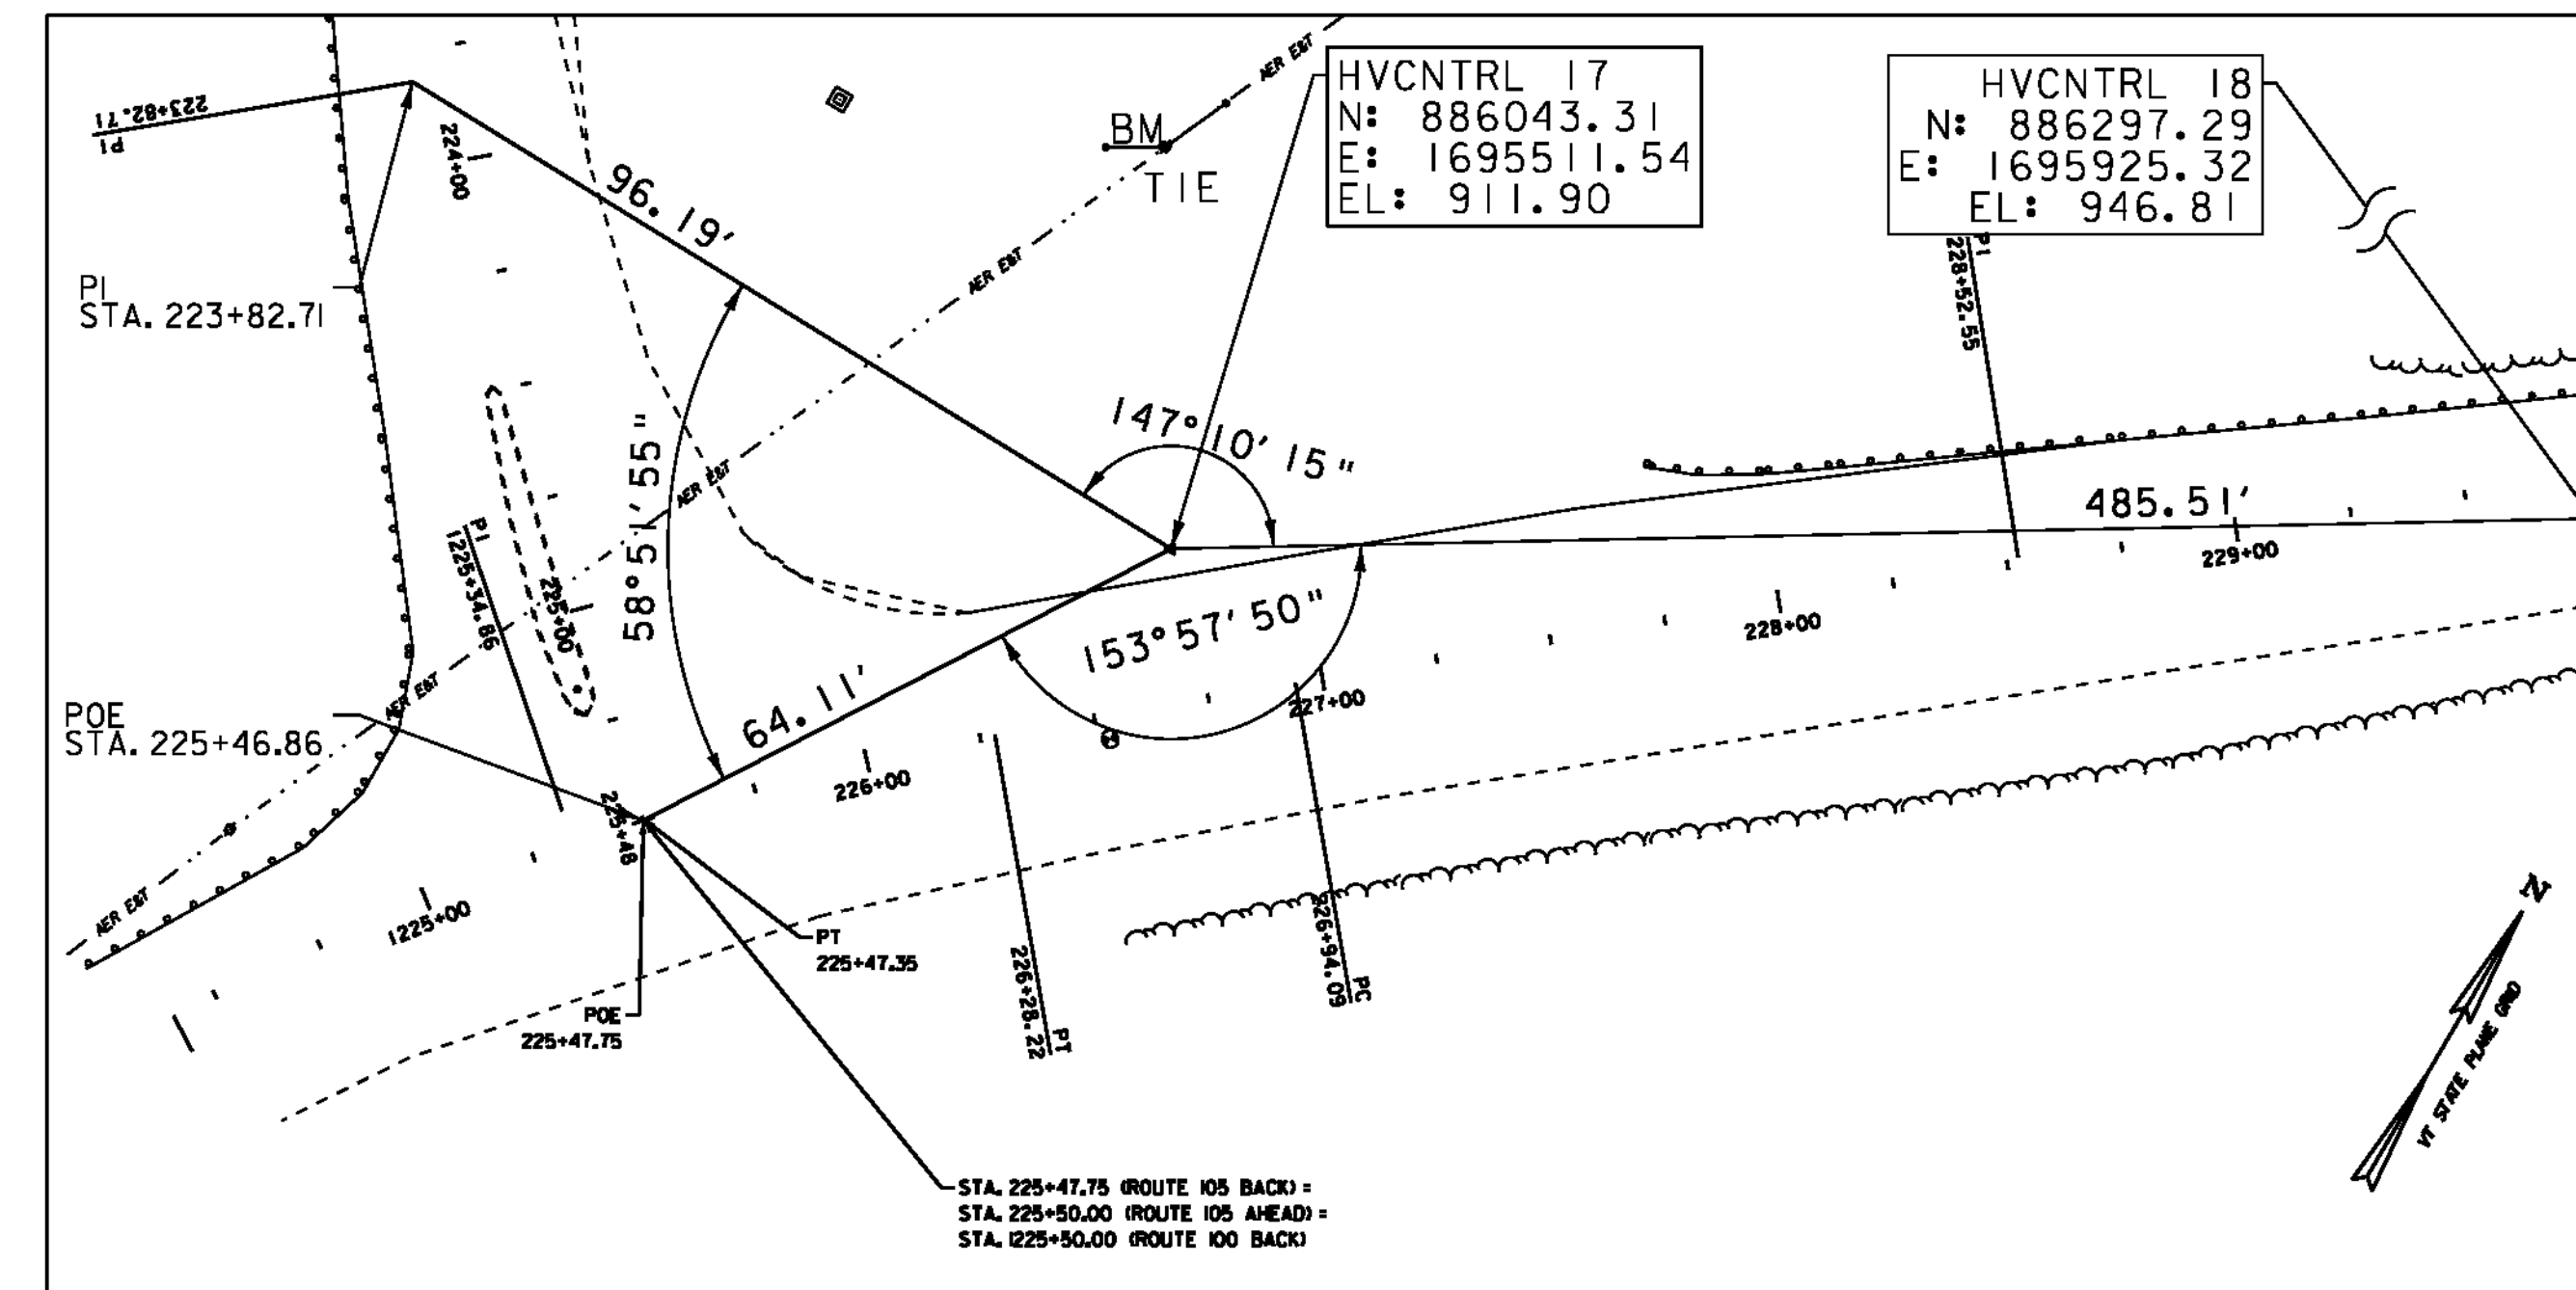 HVCNTRL 17
N: 886043.31
E: 1695511.54
EL: 911.90
HVCNTRL 18
N: 886297.29
E: 1695925.32
EL: 946.81
AER E&T
BM
TIE
223+82.71
PI
224+00
96.19'
AER E&T
PI
228+52.55
PI
STA. 223+82.71
147°10'15"
58°51'55"
AER E&T
485.51'
229+00
PI
1225+34.86
225+00
153°57'50"
228+00
64.11'
227+00
AER E&T
POE
STA. 225+46.86
226+00
225+48
AER E&T
1225+00
PT
225+47.35
226+94.09
PC
226+28.22
PT
POE
225+47.75
N
VT STATE PLANE GRID
STA. 225+47.75 (ROUTE 105 BACK) =
STA. 225+50.00 (ROUTE 105 AHEAD) =
STA. 1225+50.00 (ROUTE 100 BACK)